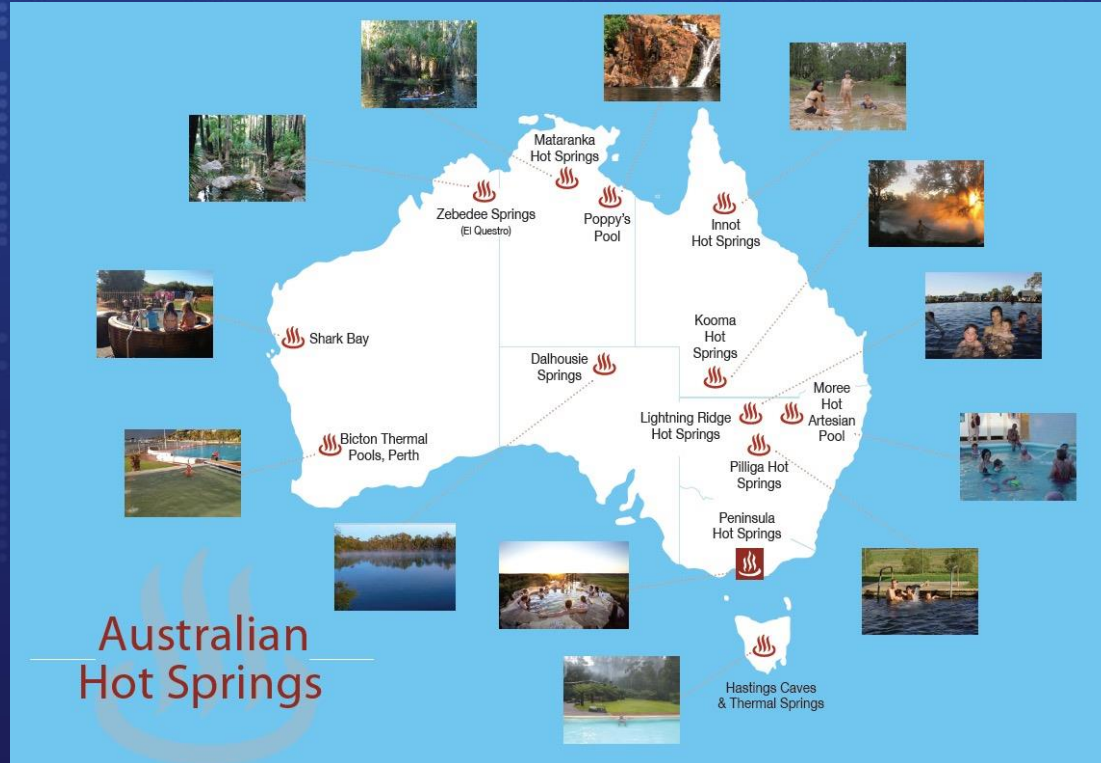 Mataranka
Hot Springs
Zebedee Springs
(El Questro)
Poppy's
Pool
Innot
Hot Springs
Shark Bay
Kooma
Hot
Springs
Dalhousie
Springs
Moree
Hot
Artesian
Pool
Lightning Ridge
Hot Springs
Bicton Thermal
Pools, Perth
Pilliga Hot
Springs
Peninsula
Hot Springs
Australian
Hot Springs
Hastings Caves
& Thermal Springs